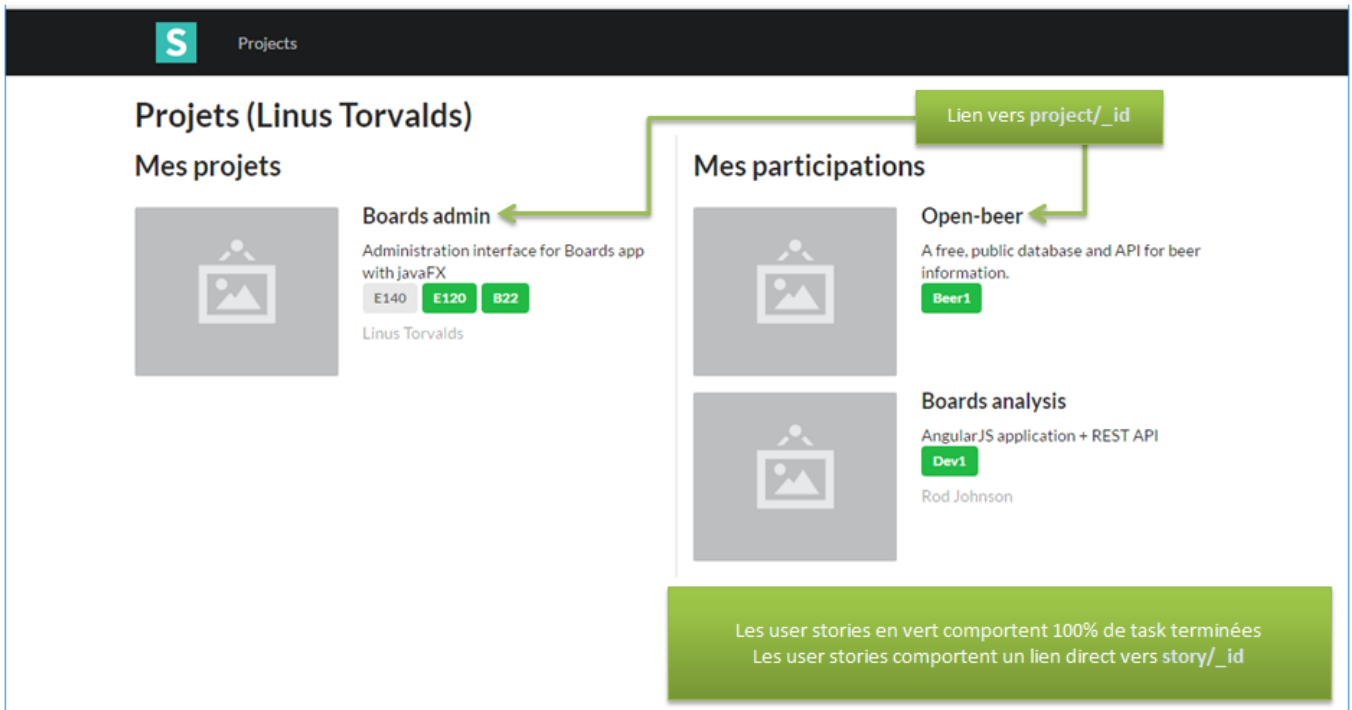 S Projects
Projets (Linus Torvalds)
Lien vers project/_id
Mes projets
Boards admin
Administration interface for Boards app
with javaFX
E140 E120 B22
Linus Torvalds
Mes participations
Open-beer
A free, public database and API for beer
information.
Beer1
Boards analysis
AngularJS application + REST API
Dev1
Rod Johnson
Les user stories en vert comportent 100% de task terminées
Les user stories comportent un lien direct vers story/_id